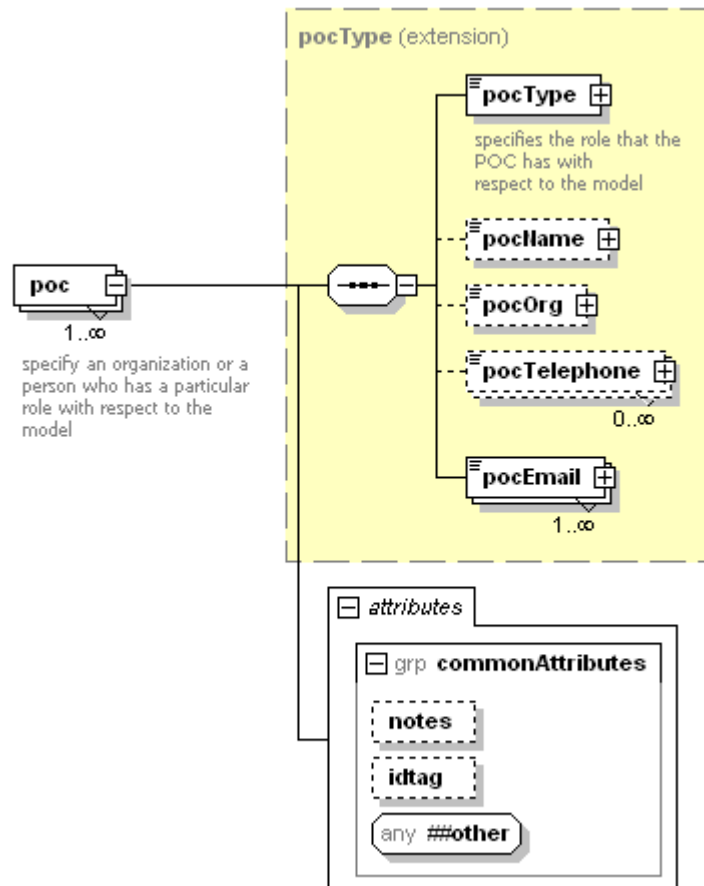 pocType (extension)
pocType
specifies the role that the
POC has with
respect to the model
pocName
pocOrg
pocTelephone
0..∞
pocEmail
1..∞
poc
1..∞
specify an organization or a
person who has a particular
role with respect to the
model
attributes
grp commonAttributes
notes
idtag
any ##other